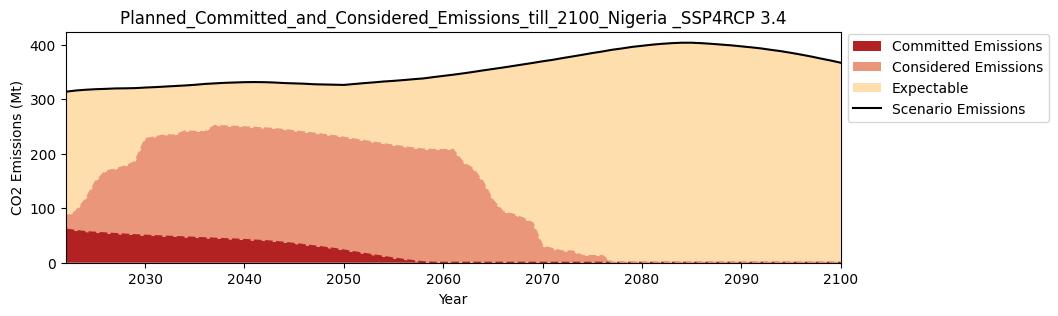 Planned_Committed_and_Considered_Emissions_till_2100_Nigeria _SSP4RCP 3.4
Committed Emissions
Considered Emissions
Expectable
Scenario Emissions
CO2 Emissions (Mt)
400
300
200
100
0
2030 2040 2050 2060 2070 2080 2090 2100
Year